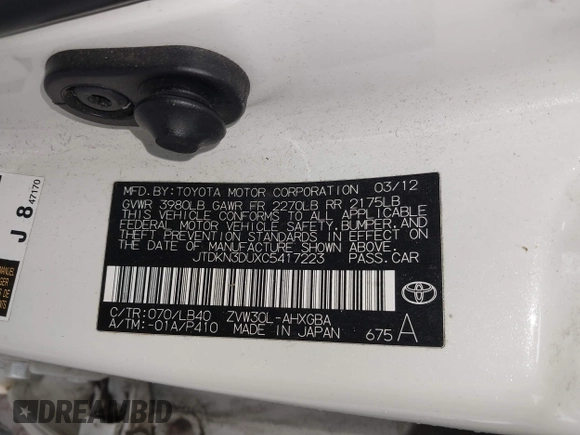 MFD.BY:TOYOTA MOTOR CORPORATION 03/12
GVWR 3980LB GAWR FR 2270LB RR 2175LB
THIS VEHICLE CONFORMS TO ALL APPLICABLE
FEDERAL MOTOR VEHICLE SAFETY, BUMPER, AND
THEFT PREVENTION STANDARDS IN EFFECT ON
THE DATE OF MANUFACTURE SHOWN ABOVE.
JTDKN3DUXC5417223 PASS.CAR
C/TR:070/LB40 ZVW30L-AHXGBA
A/TM:-01A/P410 MADE IN JAPAN 675 A
TOYOTA
J 8 47170
DREAMBID